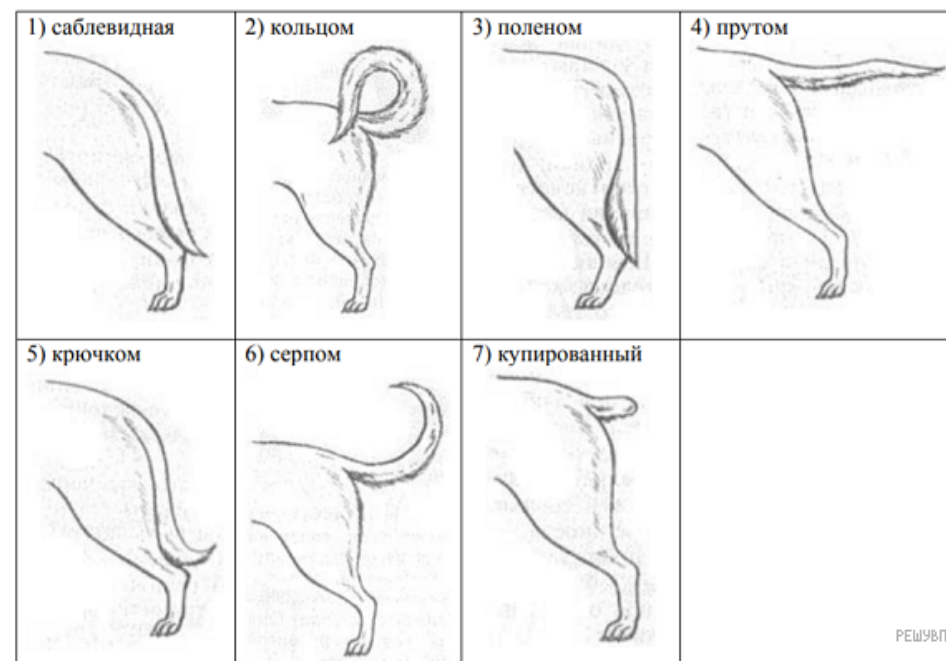 1) саблевидная
2) кольцом
3) поленом
4) прутом
5) крючком
6) серпом
7) купированный
РЕШУВП